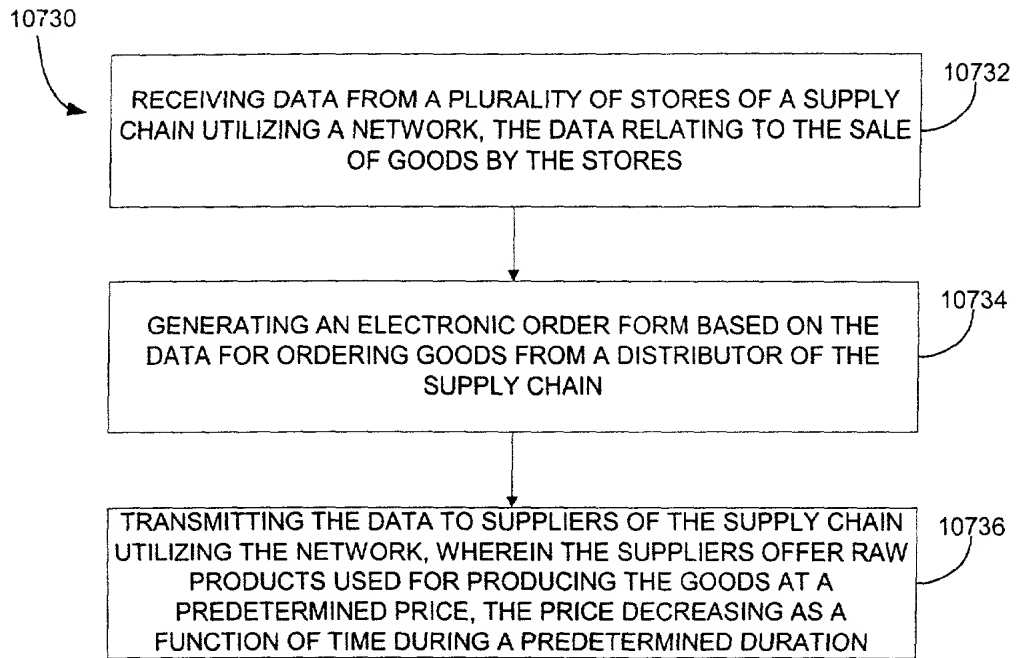 10730
10732
RECEIVING DATA FROM A PLURALITY OF STORES OF A SUPPLY
CHAIN UTILIZING A NETWORK, THE DATA RELATING TO THE SALE
OF GOODS BY THE STORES
10734
GENERATING AN ELECTRONIC ORDER FORM BASED ON THE
DATA FOR ORDERING GOODS FROM A DISTRIBUTOR OF THE
SUPPLY CHAIN
10736
TRANSMITTING THE DATA TO SUPPLIERS OF THE SUPPLY CHAIN
UTILIZING THE NETWORK, WHEREIN THE SUPPLIERS OFFER RAW
PRODUCTS USED FOR PRODUCING THE GOODS AT A
PREDETERMINED PRICE, THE PRICE DECREASING AS A
FUNCTION OF TIME DURING A PREDETERMINED DURATION